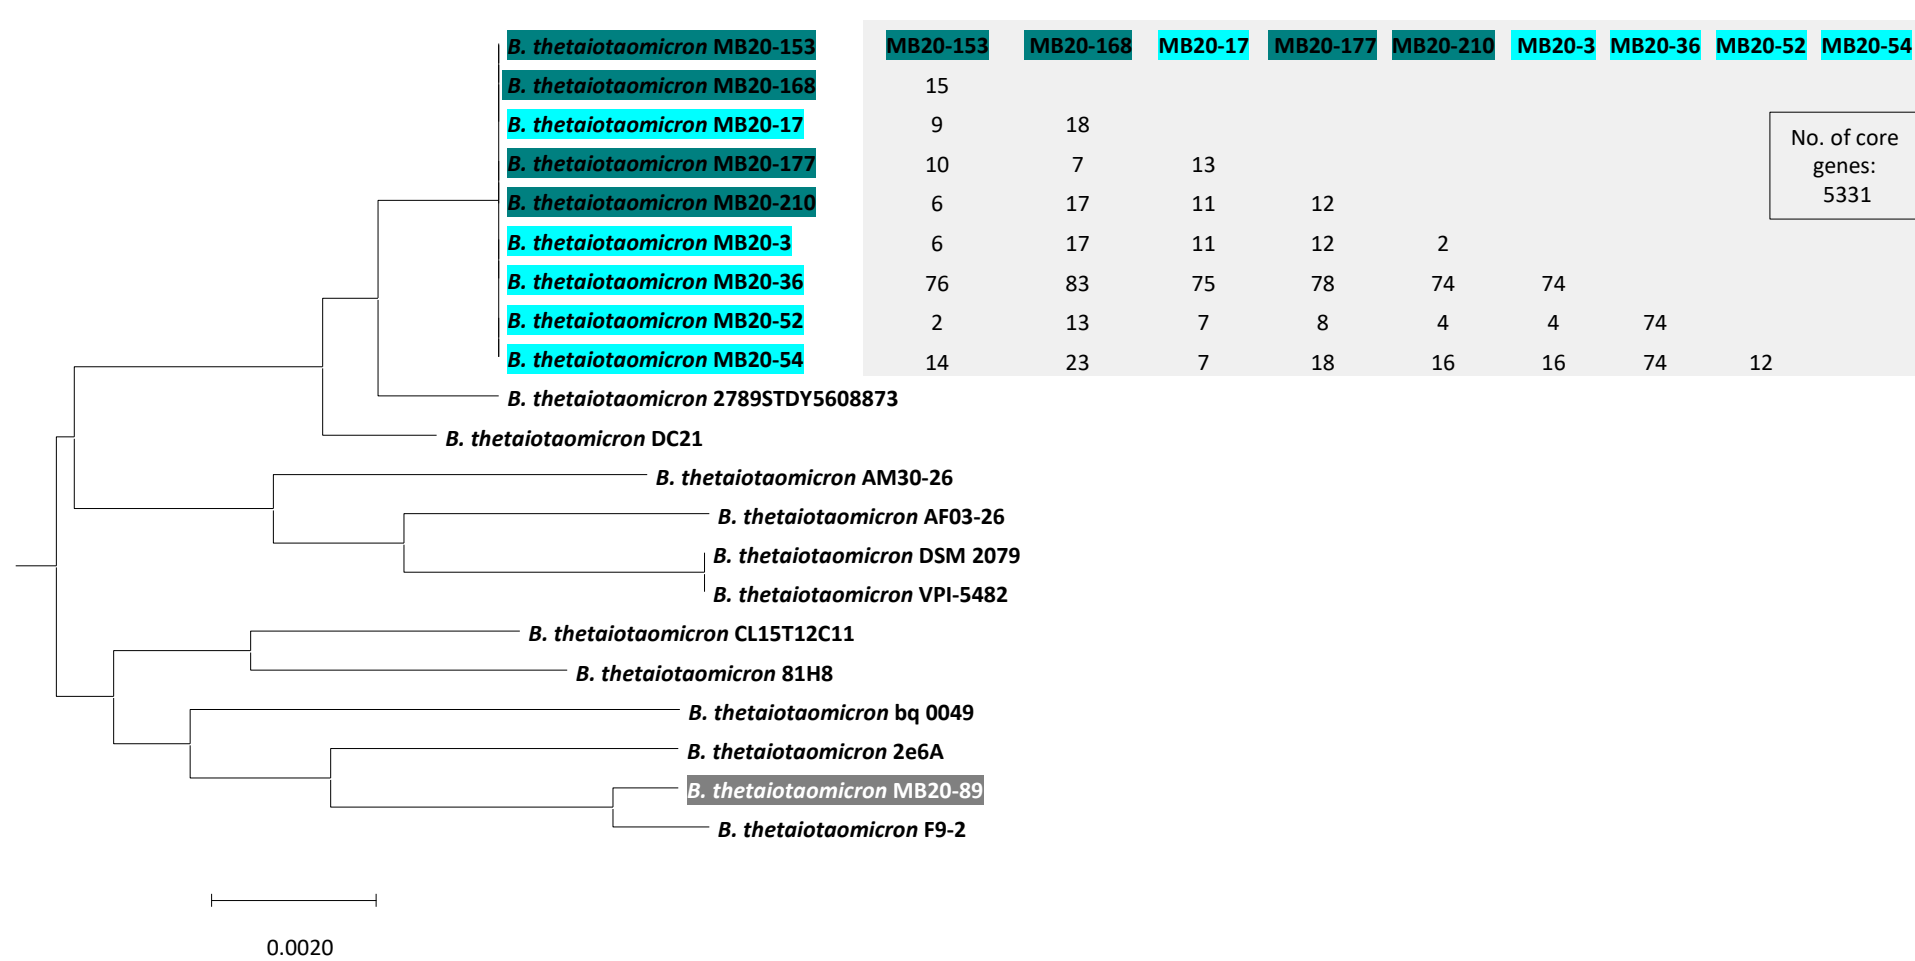 B. thetaiotaomicron MB20-153 MB20-153 MB20-168 MB20-17 MB20-177 MB20-210 MB20-3 MB20-36 MB20-52 MB20-54
B. thetaiotaomicron MB20-168 15
B. thetaiotaomicron MB20-17 9 18
B. thetaiotaomicron MB20-177 10 7 13
B. thetaiotaomicron MB20-210 6 17 11 12
B. thetaiotaomicron MB20-3 6 17 11 12 2
B. thetaiotaomicron MB20-36 76 83 75 78 74 74
B. thetaiotaomicron MB20-52 2 13 7 8 4 4 74
B. thetaiotaomicron MB20-54 14 23 7 18 16 16 74 12
No. of core
genes:
5331
B. thetaiotaomicron 2789STDY5608873
B. thetaiotaomicron DC21
B. thetaiotaomicron AM30-26
B. thetaiotaomicron AF03-26
B. thetaiotaomicron DSM 2079
B. thetaiotaomicron VPI-5482
B. thetaiotaomicron CL15T12C11
B. thetaiotaomicron 81H8
B. thetaiotaomicron bq 0049
B. thetaiotaomicron 2e6A
B. thetaiotaomicron MB20-89
B. thetaiotaomicron F9-2
0.0020